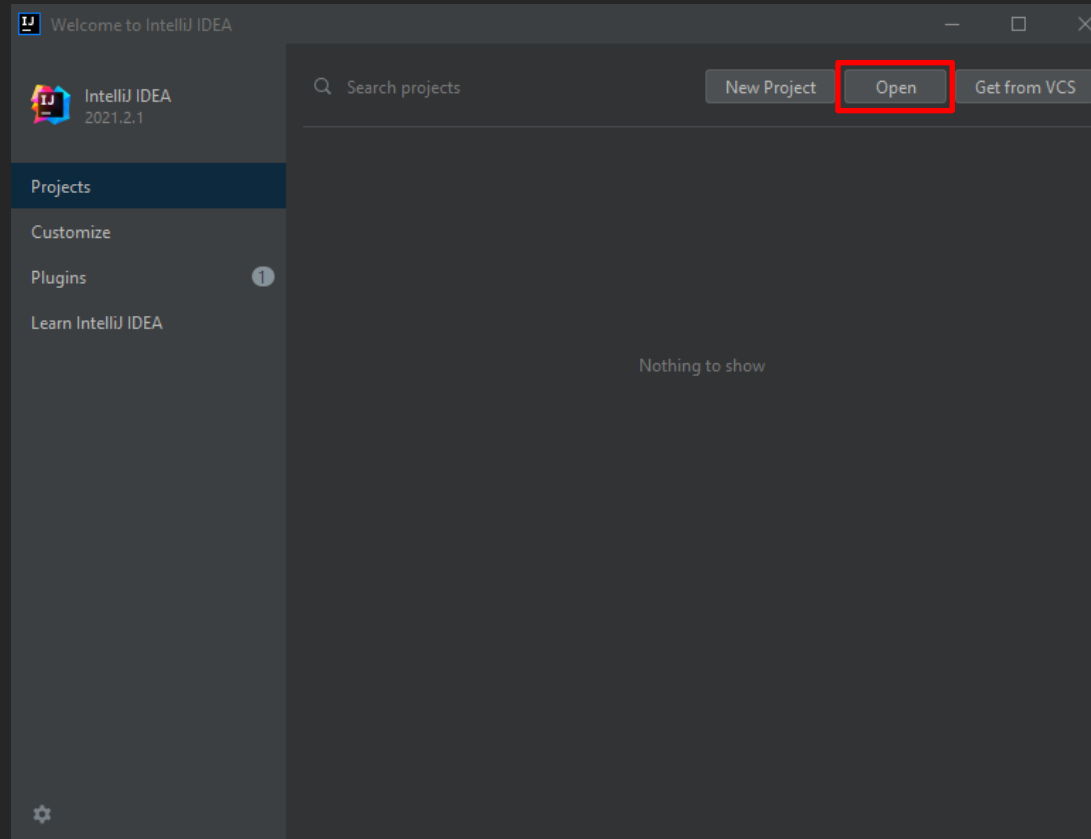 Welcome to IntelliJ IDEA
IntelliJ IDEA
2021.2.1
Search projects
New Project
Open
Get from VCS
Projects
Customize
Plugins
1
Learn IntelliJ IDEA
Nothing to show